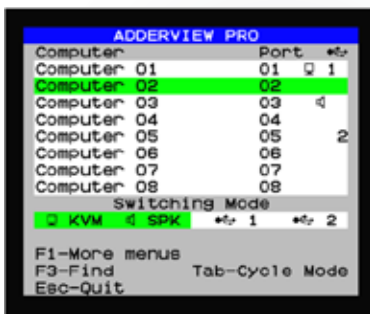 ADDERVIEW PRO
Computer Port
Computer 01 01 1
Computer 02 02
Computer 03 03
Computer 04 04
Computer 05 05 2
Computer 06 06
Computer 07 07
Computer 08 08
Switching Mode
KVM SPK 1 2
F1-More menus
F3-Find Tab-Cycle Mode
Esc-Quit